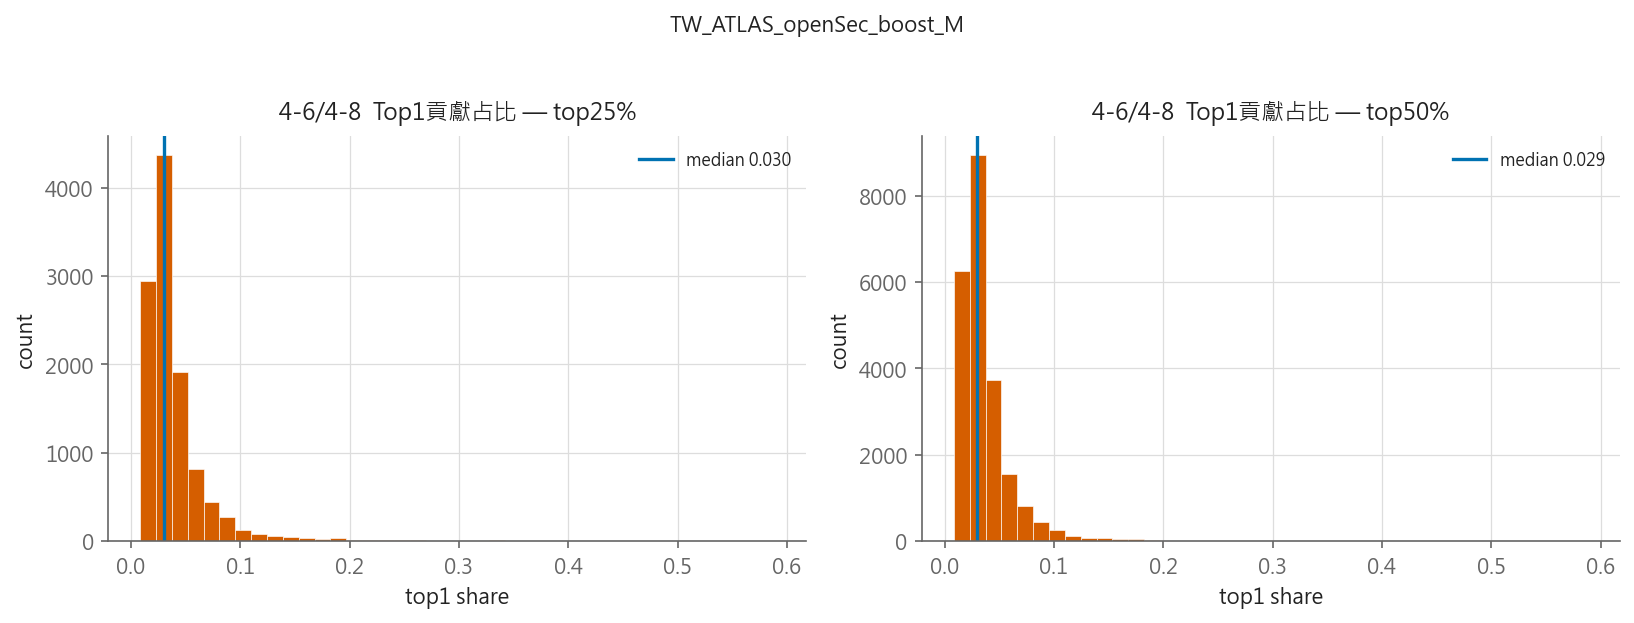 TW_ATLAS_openSec_boost_M
4-6/4-8 Top1貢獻占比 — top25%
median 0.030
count
4000
3000
2000
1000
0
0.0 0.1 0.2 0.3 0.4 0.5 0.6
top1 share
4-6/4-8 Top1貢獻占比 — top50%
median 0.029
count
8000
6000
4000
2000
0
0.0 0.1 0.2 0.3 0.4 0.5 0.6
top1 share